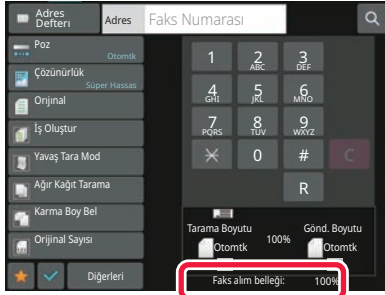 Adres
Defteri
Adres
Faks Numarası
Poz
Otomtk
Çözünürlük
Süper Hassas
Orijinal
İş Oluştur
Yavaş Tara Mod
Ağır Kağıt Tarama
Karma Boy Bel
Orijinal Sayısı
Diğerleri
1
2
ABC
3
DEF
4
GHI
5
JKL
6
MNO
7
PQRS
8
TUV
9
WXYZ
0
#
C
R
Tarama Boyutu
Gönd. Boyutu
Otomtk
100%
Otomtk
Faks alım belleği:
100%